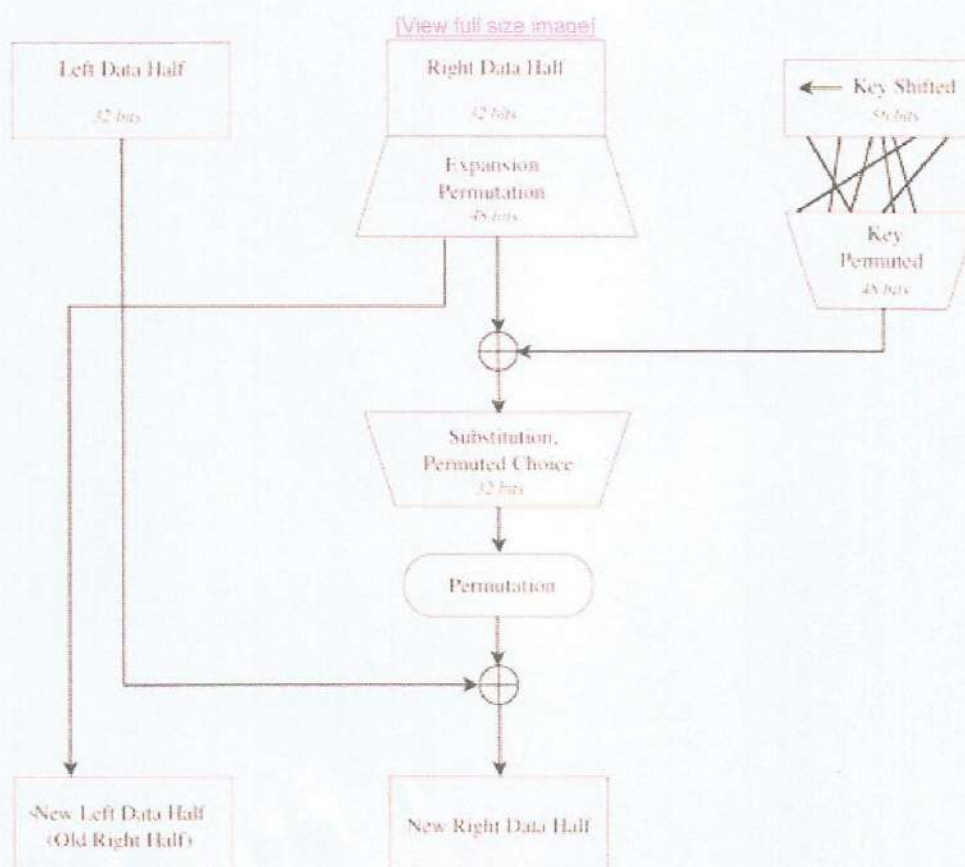 [View full size image]
Left Data Half
32 bits
Right Data Half
32 bits
Key Shifted
56 bits
Expansion
Permutation
48 bits
Key
Permuted
48 bits
Substitution,
Permuted Choice
32 bits
Permutation
New Left Data Half
(Old Right Half)
New Right Data Half